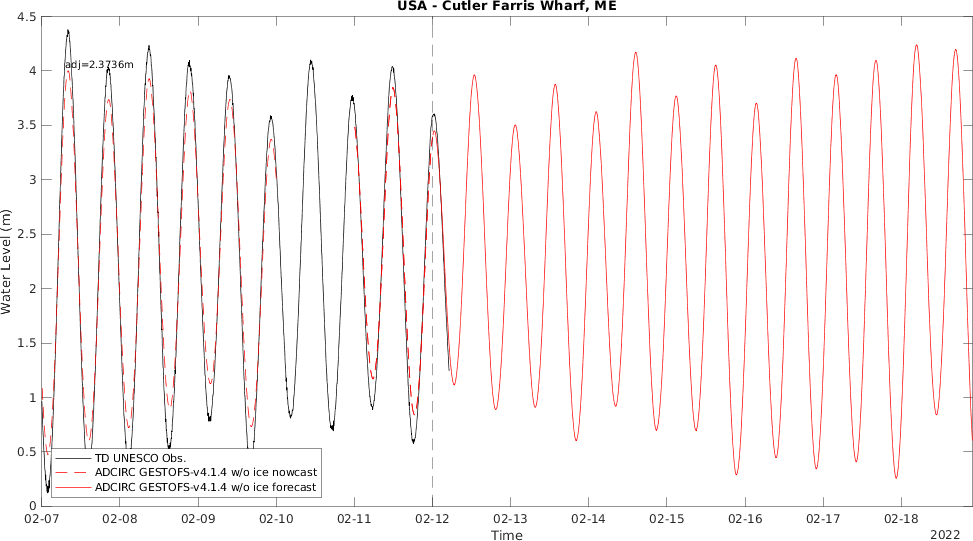 USA - Cutler Farris Wharf, ME
4.5
4
3.5
3
2.5
2
1.5
1
0.5
0
Water Level (m)
adj=2.3736m
TD UNESCO Obs.
ADCIRC GESTOFS-v4.1.4 w/o ice nowcast
ADCIRC GESTOFS-v4.1.4 w/o ice forecast
02-07 02-08 02-09 02-10 02-11 02-12 02-13 02-14 02-15 02-16 02-17 02-18
Time
2022